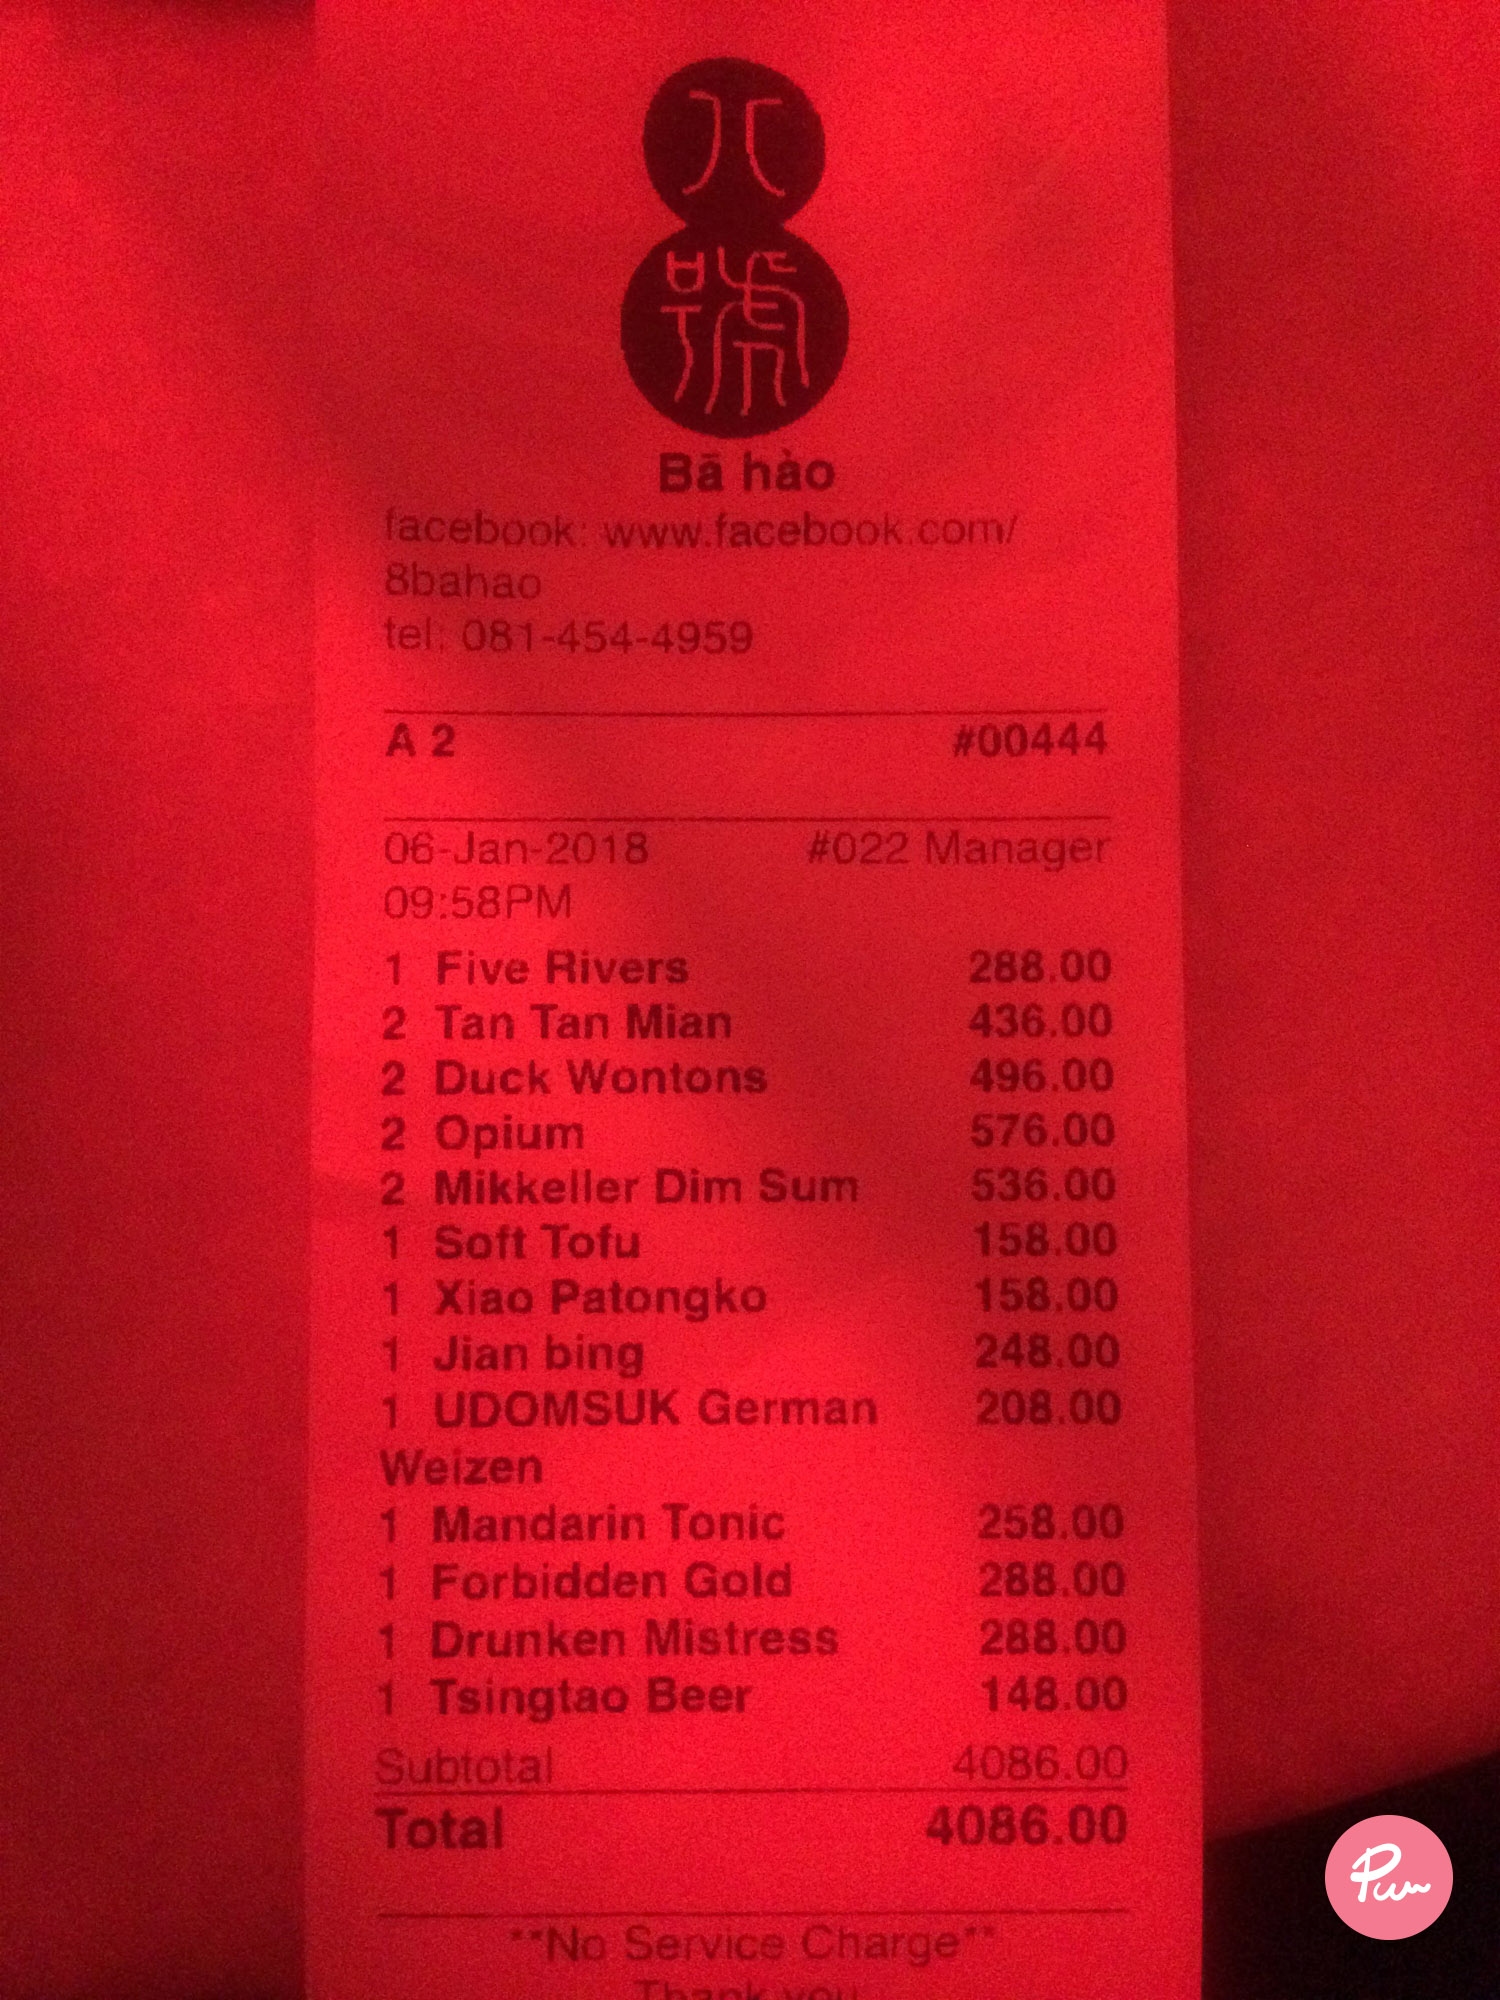 八
號
Bā hào
facebook: www.facebook.com/
8bahao
tel: 081-454-4959
A 2 #00444
06-Jan-2018 #022 Manager
09:58PM
1 Five Rivers 288.00
2 Tan Tan Mian 436.00
2 Duck Wontons 496.00
2 Opium 576.00
2 Mikkeller Dim Sum 536.00
1 Soft Tofu 158.00
1 Xiao Patongko 158.00
1 Jian bing 248.00
1 UDOMSUK German 208.00
Weizen
1 Mandarin Tonic 258.00
1 Forbidden Gold 288.00
1 Drunken Mistress 288.00
1 Tsingtao Beer 148.00
Subtotal 4086.00
Total 4086.00
**No Service Charge**
Thank you